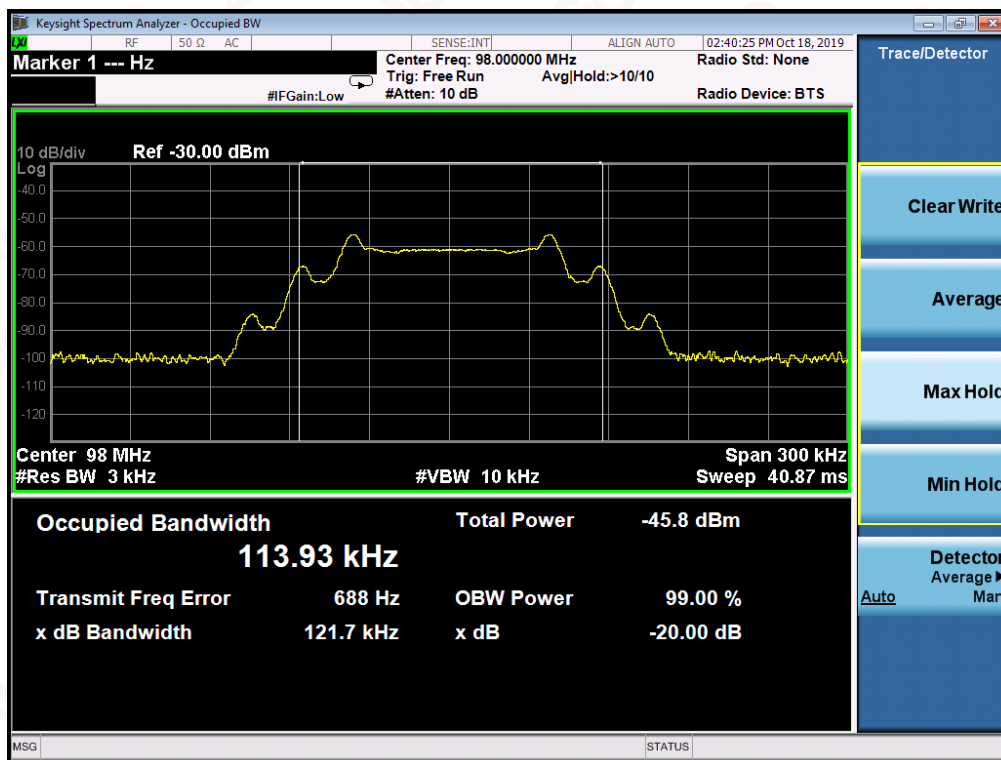 Keysight Spectrum Analyzer - Occupied BW
LXI RF 50 Ω AC SENSE:INT ALIGN AUTO 02:40:25 PM Oct 18, 2019
Marker 1 --- Hz
Center Freq: 98.000000 MHz
Radio Std: None
Trig: Free Run Avg|Hold:>10/10
#IFGain:Low
#Atten: 10 dB
Radio Device: BTS
10 dB/div Ref -30.00 dBm
Log
-40.0
-50.0
-60.0
-70.0
-80.0
-90.0
-100
-110
-120
Center 98 MHz
Span 300 kHz
#Res BW 3 kHz
#VBW 10 kHz
Sweep 40.87 ms
Occupied Bandwidth
113.93 kHz
Total Power -45.8 dBm
Transmit Freq Error 688 Hz
OBW Power 99.00 %
x dB Bandwidth 121.7 kHz
x dB -20.00 dB
MSG
STATUS
Trace/Detector
Clear Write
Average
Max Hold
Min Hold
Detector
Average
Auto Man